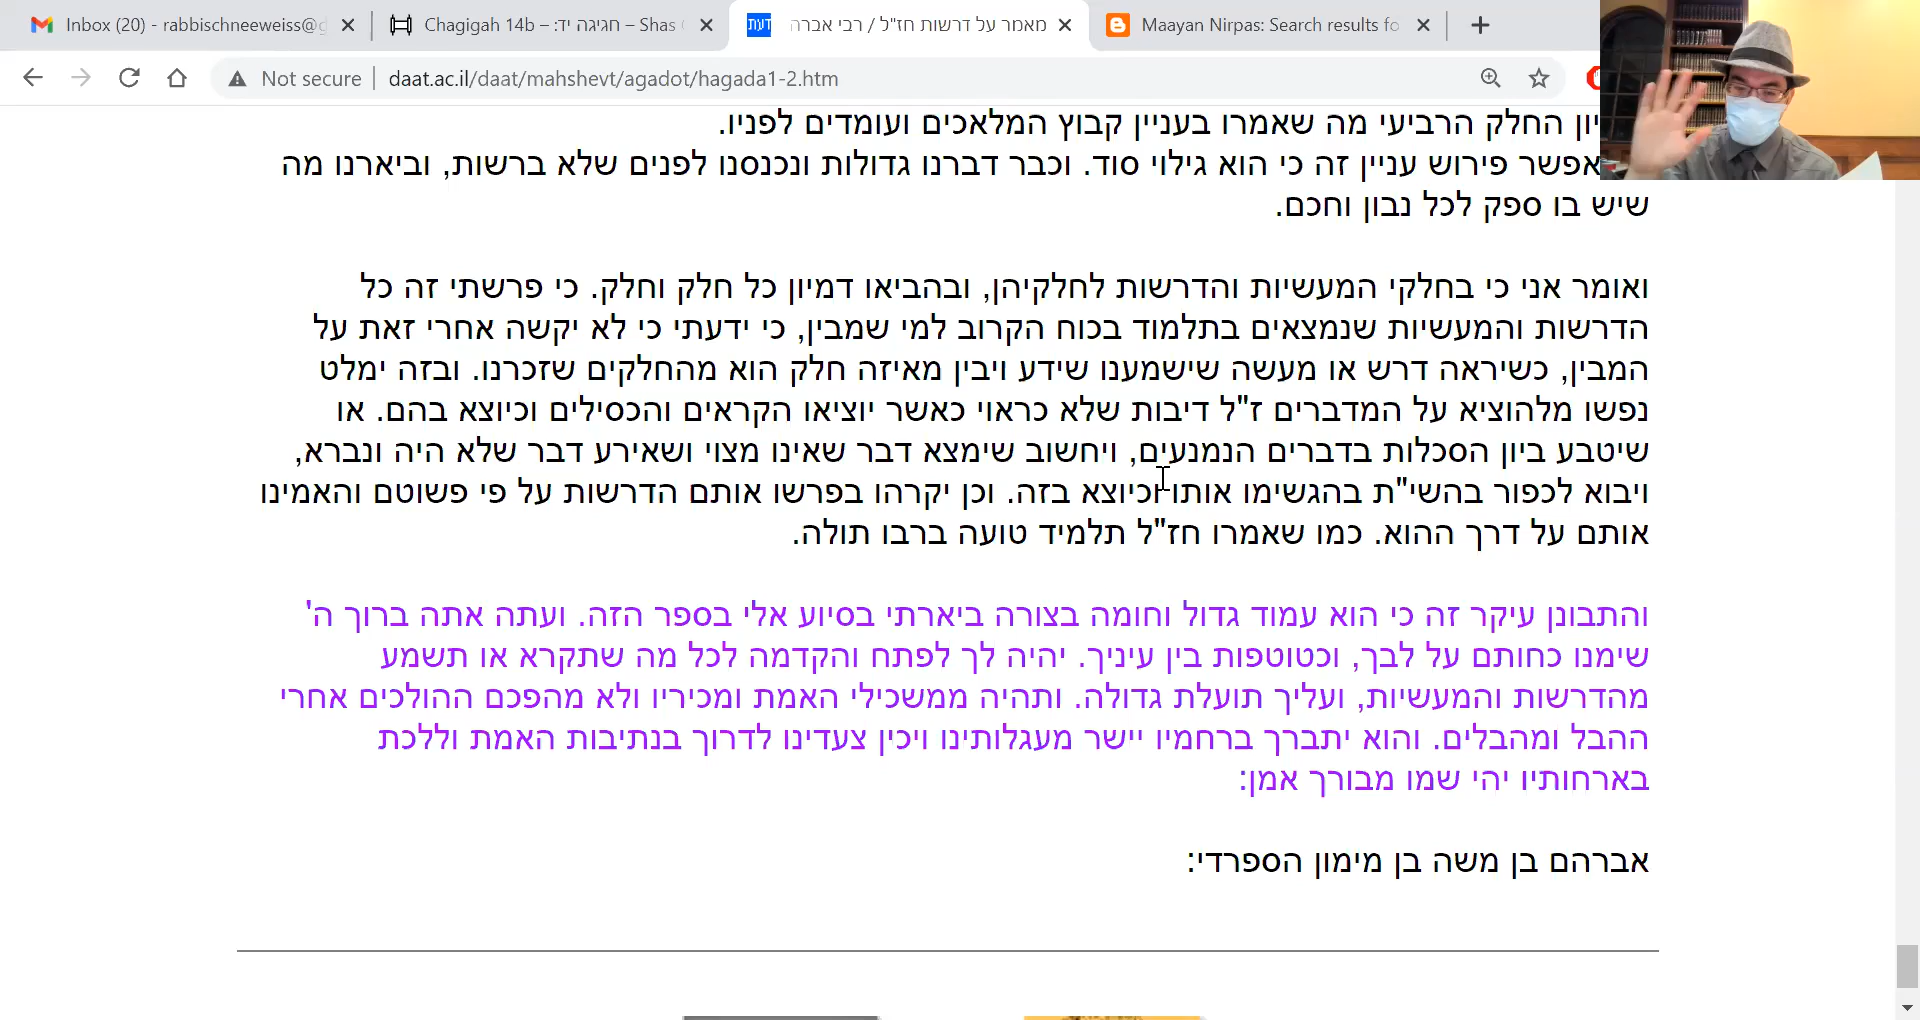 Inbox (20) - rabbischneeweiss@g
Chagigah 14b – :חגיגה יד – Shas
דעת מאמר על דרשות חז"ל / רבי אברה
Maayan Nirpas: Search results fo
Not secure | daat.ac.il/daat/mahshevt/agadot/hagada1-2.htm
יון החלק הרביעי מה שאמרו בעניין קבוץ המלאכים ועומדים לפניו.
אפשר פירוש עניין זה כי הוא גילוי סוד. וכבר דברנו גדולות ונכנסנו לפנים שלא ברשות, וביארנו מה
שיש בו ספק לכל נבון וחכם.
ואומר אני כי בחלקי המעשיות והדרשות לחלקיהן, ובהביאו דמיון כל חלק וחלק. כי פרשתי זה כל
הדרשות והמעשיות שנמצאים בתלמוד בכוח הקרוב למי שמבין, כי ידעתי כי לא יקשה אחרי זאת על
המבין, כשיראה דרש או מעשה שישמענו שידע ויבין מאיזה חלק הוא מהחלקים שזכרנו. ובזה ימלט
נפשו מלהוציא על המדברים ז"ל דיבות שלא כראוי כאשר יוציאו הקראים והכסילים וכיוצא בהם. או
שיטבע ביון הסכלות בדברים הנמנעים, ויחשוב שימצא דבר שאינו מצוי ושאירע דבר שלא היה ונברא,
ויבוא לכפור בהשי"ת בהגשימו אותו וכיוצא בזה. וכן יקרהו בפרשו אותם הדרשות על פי פשוטם והאמינו
אותם על דרך ההוא. כמו שאמרו חז"ל תלמיד טועה ברבו תולה.
והתבונן עיקר זה כי הוא עמוד גדול וחומה בצורה ביארתי בסיוע אלי בספר הזה. ועתה אתה ברוך ה'
שימנו כחותם על לבך, וכטוטפות בין עיניך. יהיה לך לפתח והקדמה לכל מה שתקרא או תשמע
מהדרשות והמעשיות, ועליך תועלת גדולה. ותהיה ממשכילי האמת ומכיריו ולא מהפכם ההולכים אחרי
ההבל ומהבלים. והוא יתברך ברחמיו יישר מעגלותינו ויכין צעדינו לדרוך בנתיבות האמת וללכת
בארחותיו יהי שמו מבורך אמן:
אברהם בן משה בן מימון הספרדי: